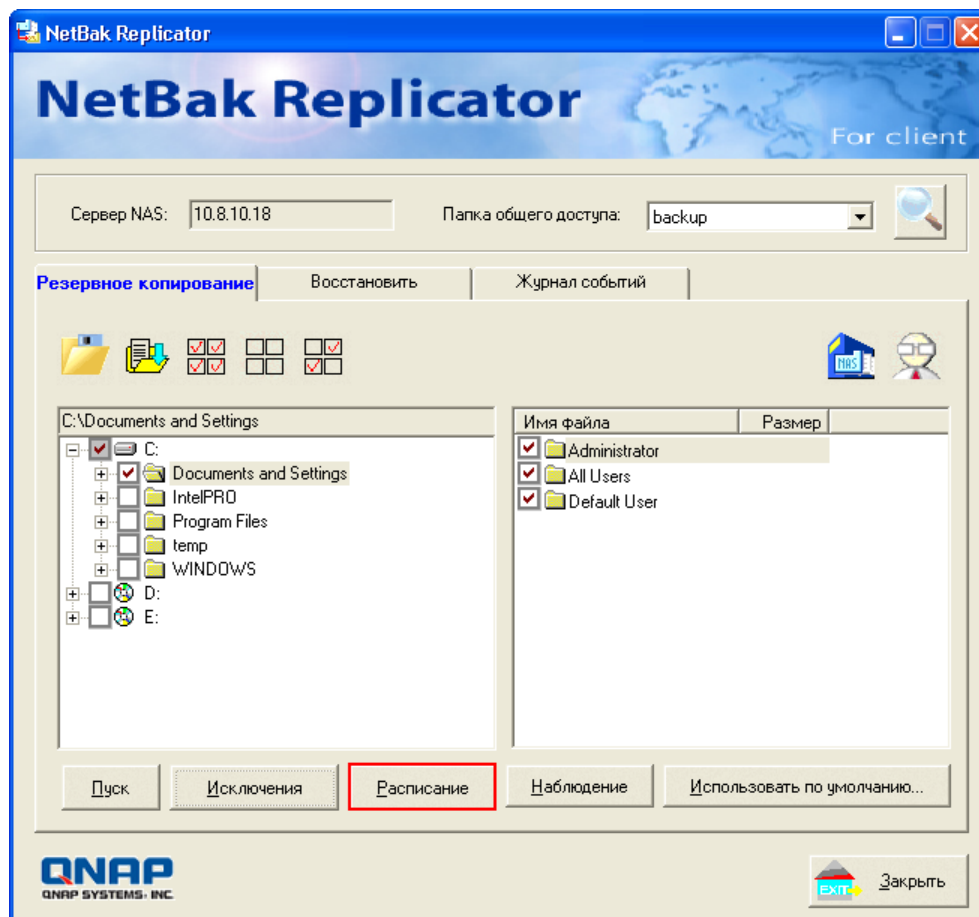 NetBak Replicator
NetBak Replicator
For client
Сервер NAS: 10.8.10.18 Папка общего доступа: backup
Резервное копирование Восстановить Журнал событий
NAS
C:\Documents and Settings
Имя файла Размер
C:
Documents and Settings
IntelPRO
Program Files
temp
WINDOWS
D:
E:
Administrator
All Users
Default User
Пуск Исключения Расписание Наблюдение Использовать по умолчанию...
QNAP
QNAP SYSTEMS, INC
EXIT Закрыть